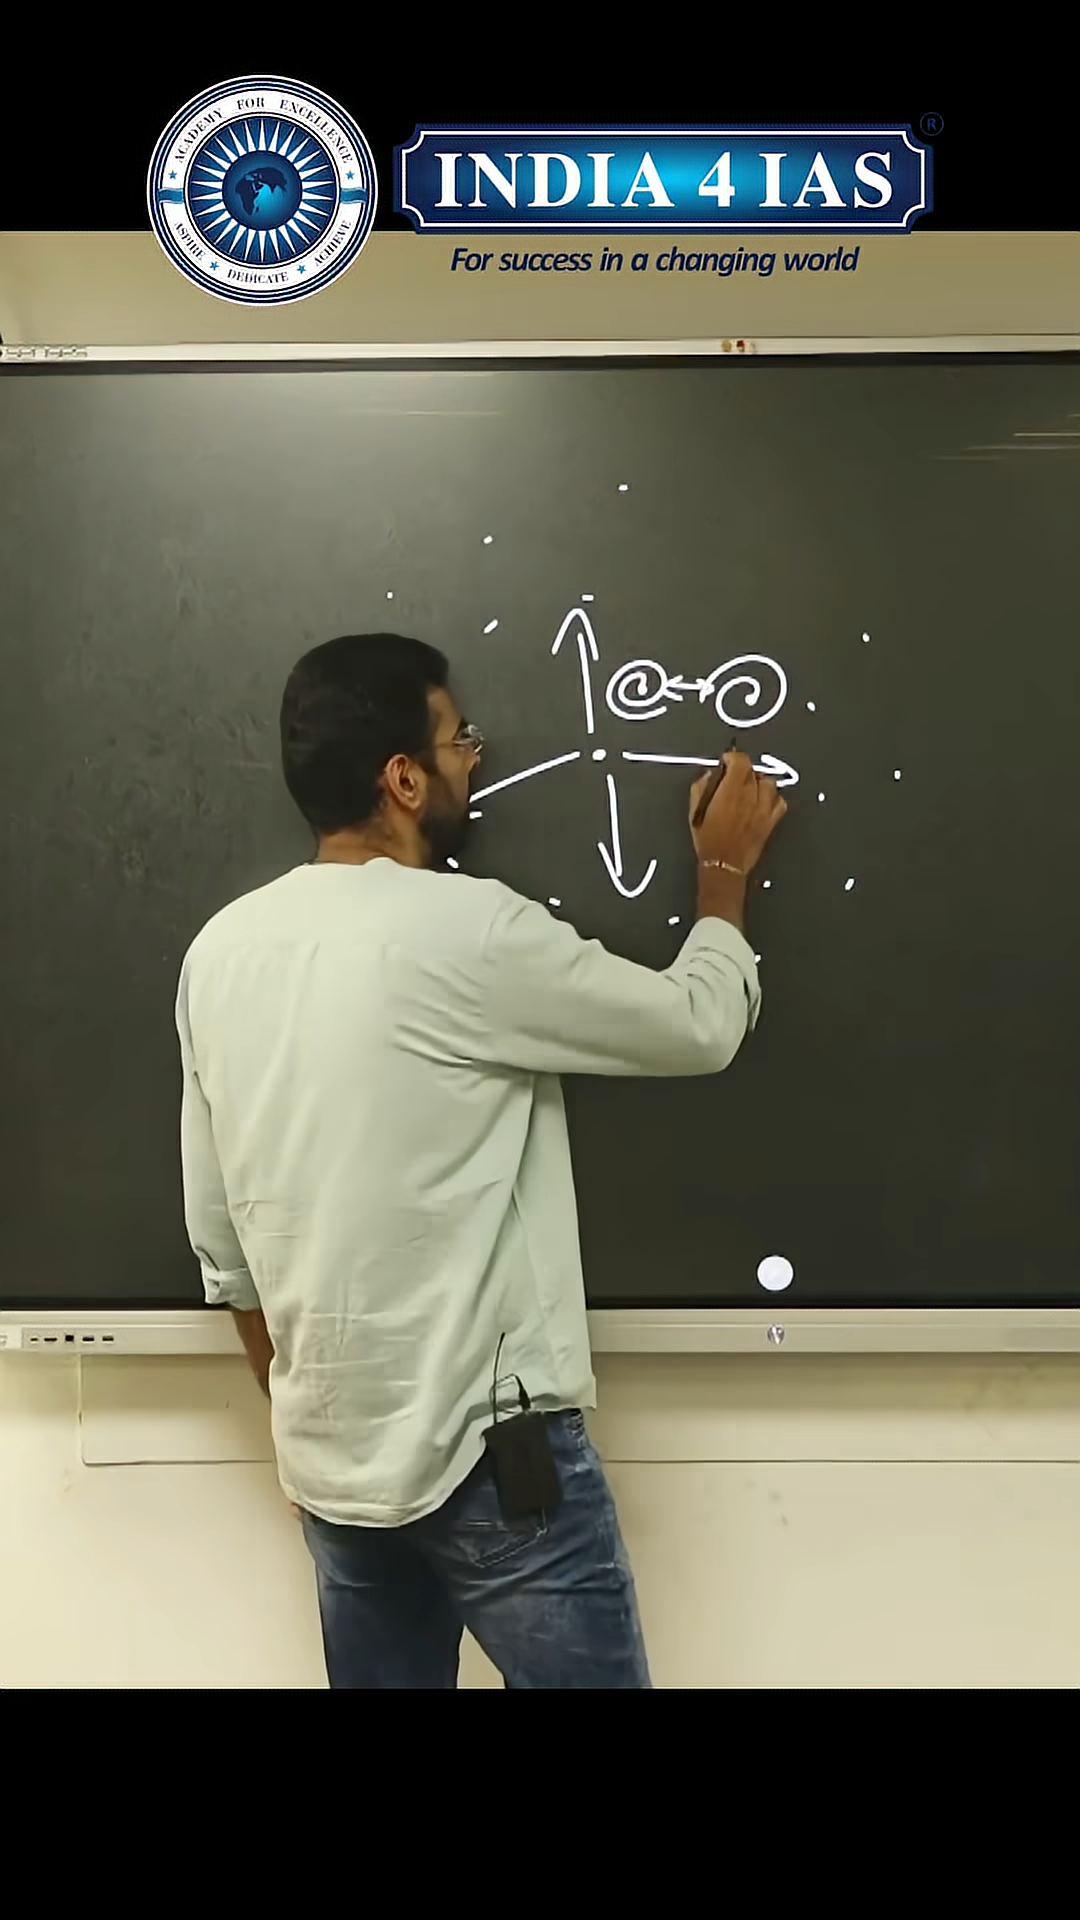 ACADEMY FOR EXCELLENCE
ASPIRE ★ DEDICATE ★ ACHIEVE
INDIA 4 IAS
®
For success in a changing world